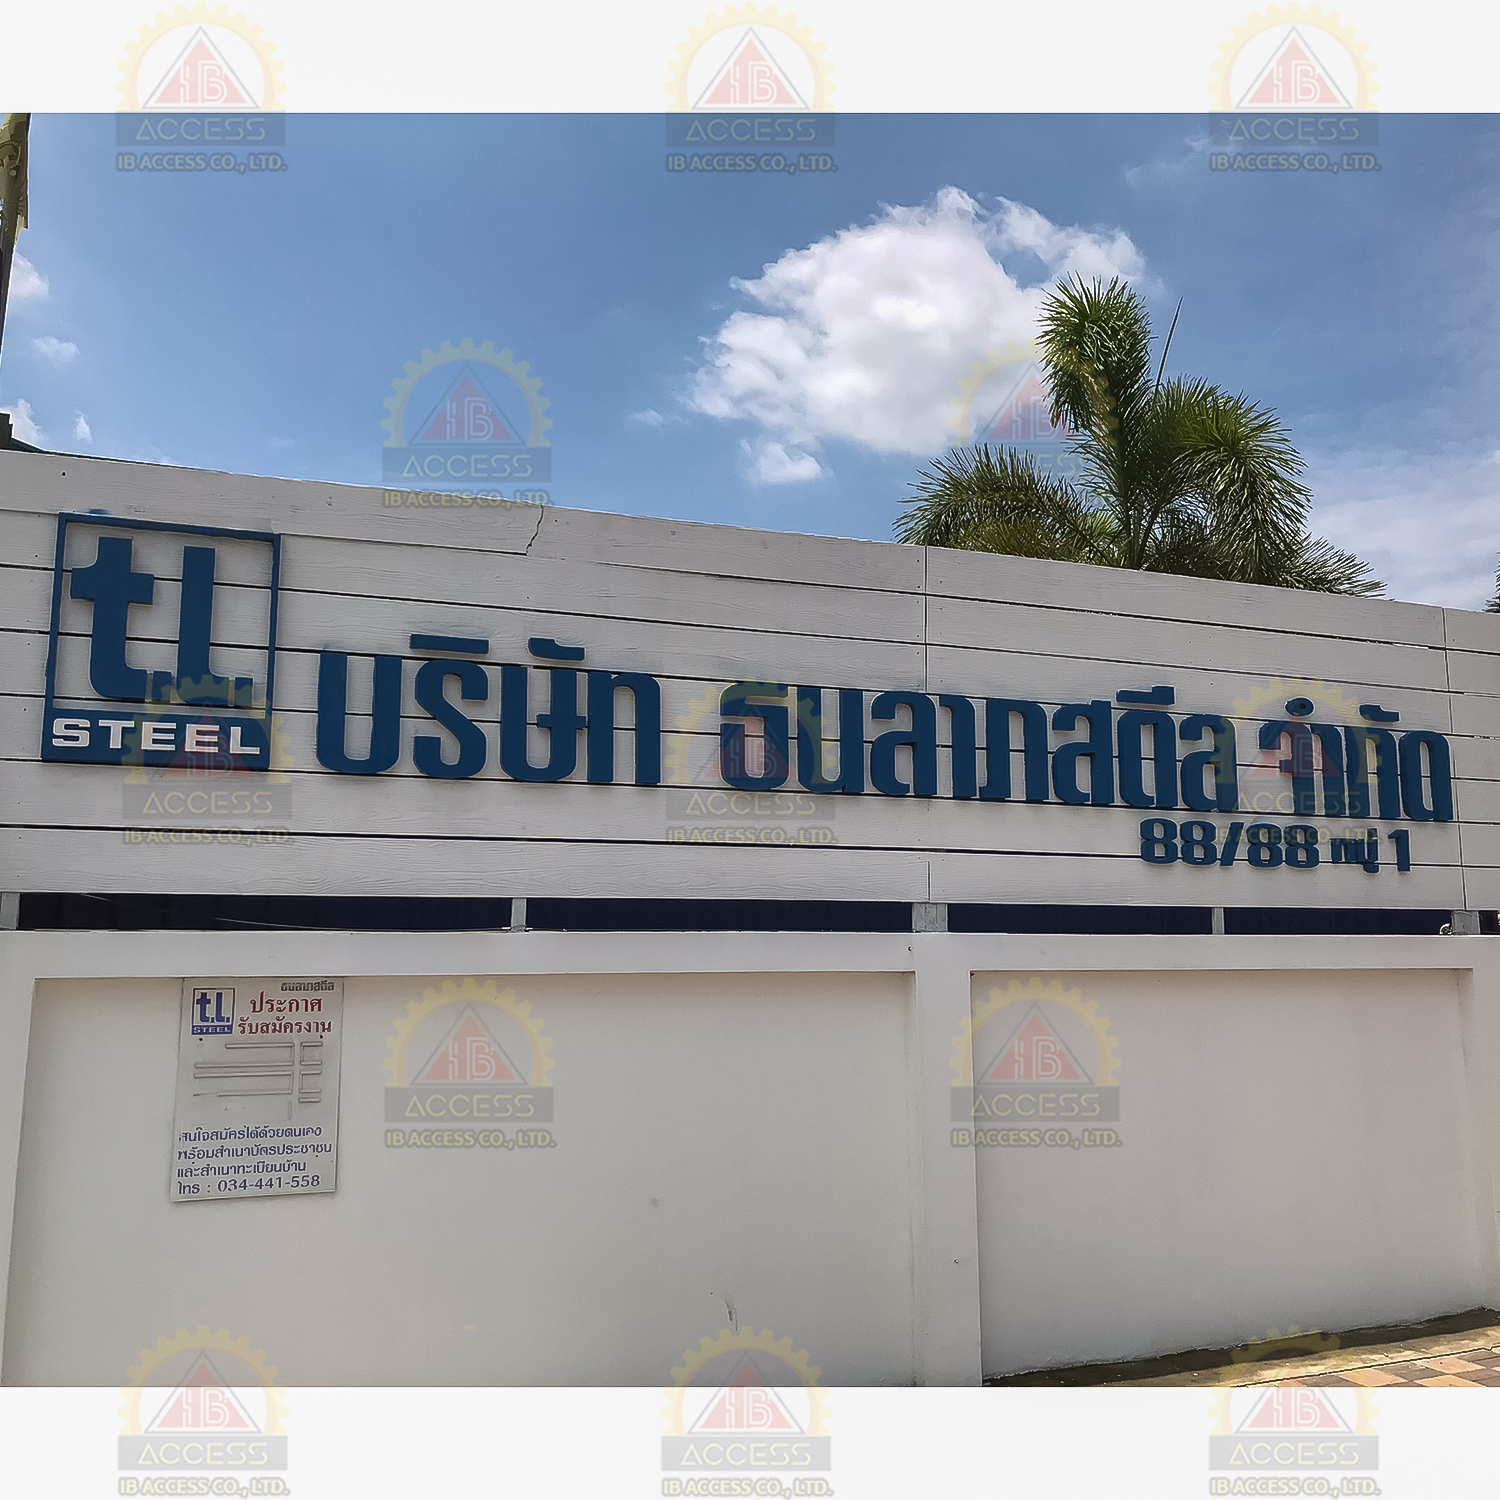 t.l.
STEEL
บริษัท ธนลาภสตีล จำกัด
88/88 หมู่ 1
ธนลาภสตีล
t.l.
STEEL
ประกาศ
รับสมัครงาน
สนใจสมัครได้ด้วยตนเอง
พร้อมสำเนาบัตรประชาชน
และสำเนาทะเบียนบ้าน
โทร : 034-441-558
IB
ACCESS
IB ACCESS CO., LTD.